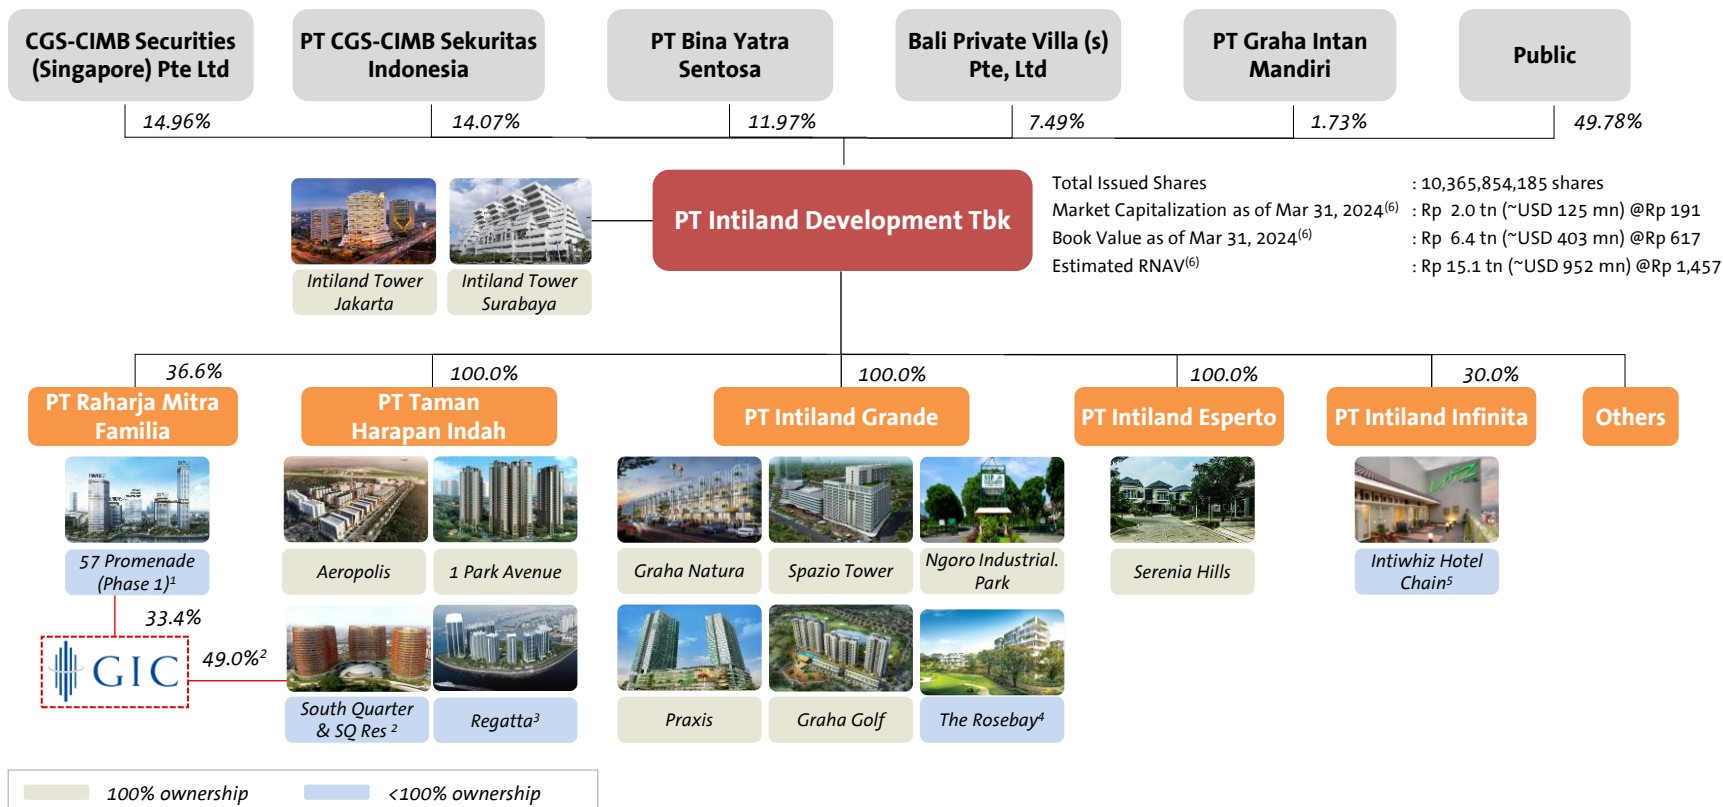 CGS-CIMB Securities
(Singapore) Pte Ltd
PT CGS-CIMB Sekuritas
Indonesia
PT Bina Yatra
Sentosa
Bali Private Villa (s)
Pte, Ltd
PT Graha Intan
Mandiri
Public
14.96%
14.07%
11.97%
7.49%
1.73%
49.78%
Intiland Tower
Jakarta
Intiland Tower
Surabaya
PT Intiland Development Tbk
Total Issued Shares : 10,365,854,185 shares
Market Capitalization as of Mar 31, 2024(6) : Rp 2.0 tn (~USD 125 mn) @Rp 191
Book Value as of Mar 31, 2024(6) : Rp 6.4 tn (~USD 403 mn) @Rp 617
Estimated RNAV(6) : Rp 15.1 tn (~USD 952 mn) @Rp 1,457
36.6%
100.0%
100.0%
100.0%
30.0%
PT Raharja Mitra
Familia
PT Taman
Harapan Indah
PT Intiland Grande
PT Intiland Esperto
PT Intiland Infinita
Others
57 Promenade
(Phase 1)1
Aeropolis
1 Park Avenue
Graha Natura
Spazio Tower
Ngoro Industrial.
Park
Serenia Hills
Intiwhiz Hotel
Chain5
33.4%
GIC
49.0%2
South Quarter
& SQ Res 2
Regatta3
Praxis
Graha Golf
The Rosebay4
100% ownership
<100% ownership